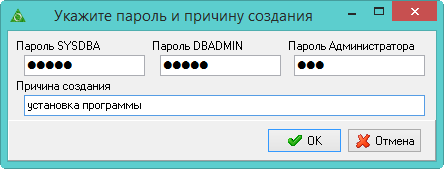 Укажите пароль и причину создания
Пароль SYSDBA Пароль DBADMIN Пароль Администратора
●●●●● ●●●●● ●●●
Причина создания
установка программы
OK Отмена